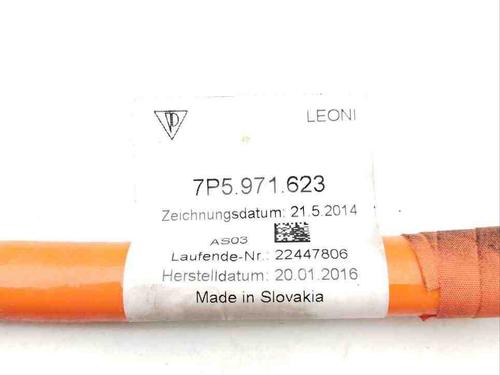 LEONI
7P5.971.623
Zeichnungsdatum: 21.5.2014
AS03
Laufende-Nr.: 22447806
Herstelldatum: 20.01.2016
Made in Slovakia